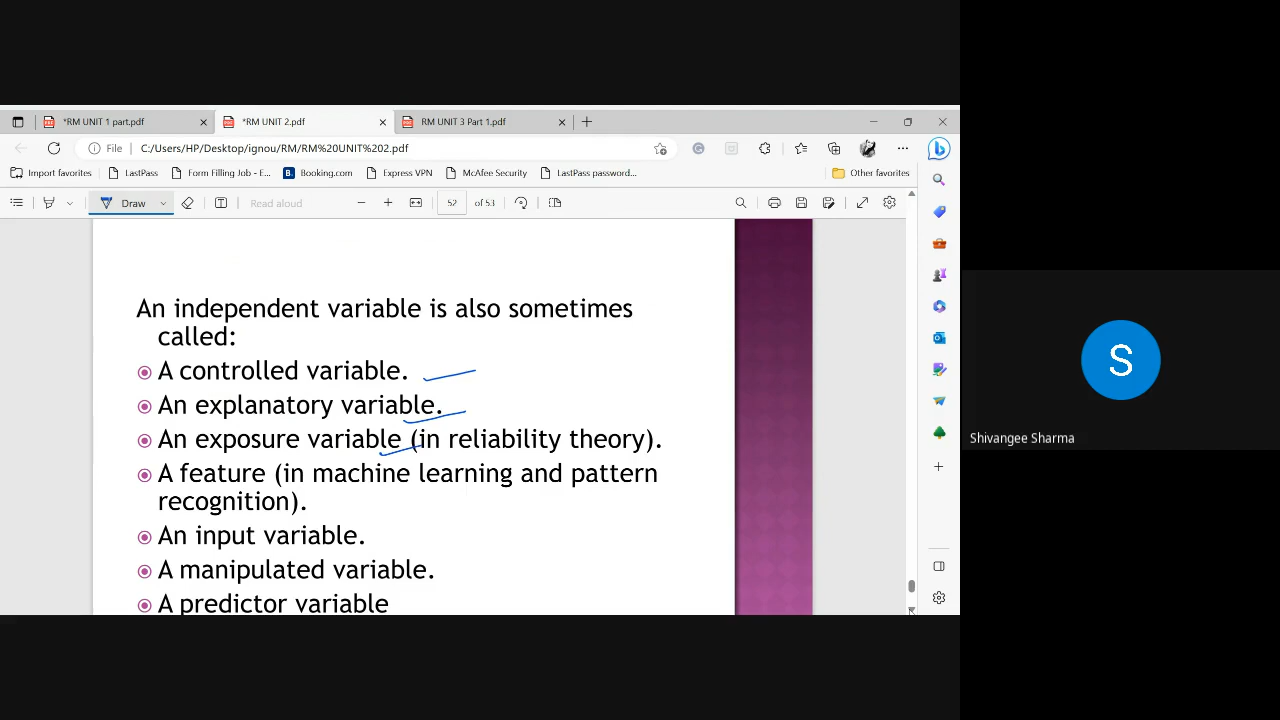 *RM UNIT 1 part.pdf
*RM UNIT 2.pdf
RM UNIT 3 Part 1.pdf
File
C:/Users/HP/Desktop/ignou/RM/RM%20UNIT%202.pdf
Import favorites
LastPass
Form Filling Job - E...
Booking.com
Express VPN
McAfee Security
LastPass password...
Other favorites
Draw
Read aloud
52
of 53
An independent variable is also sometimes
called:
A controlled variable.
An explanatory variable.
An exposure variable (in reliability theory).
A feature (in machine learning and pattern
recognition).
An input variable.
A manipulated variable.
A predictor variable
S
Shivangee Sharma